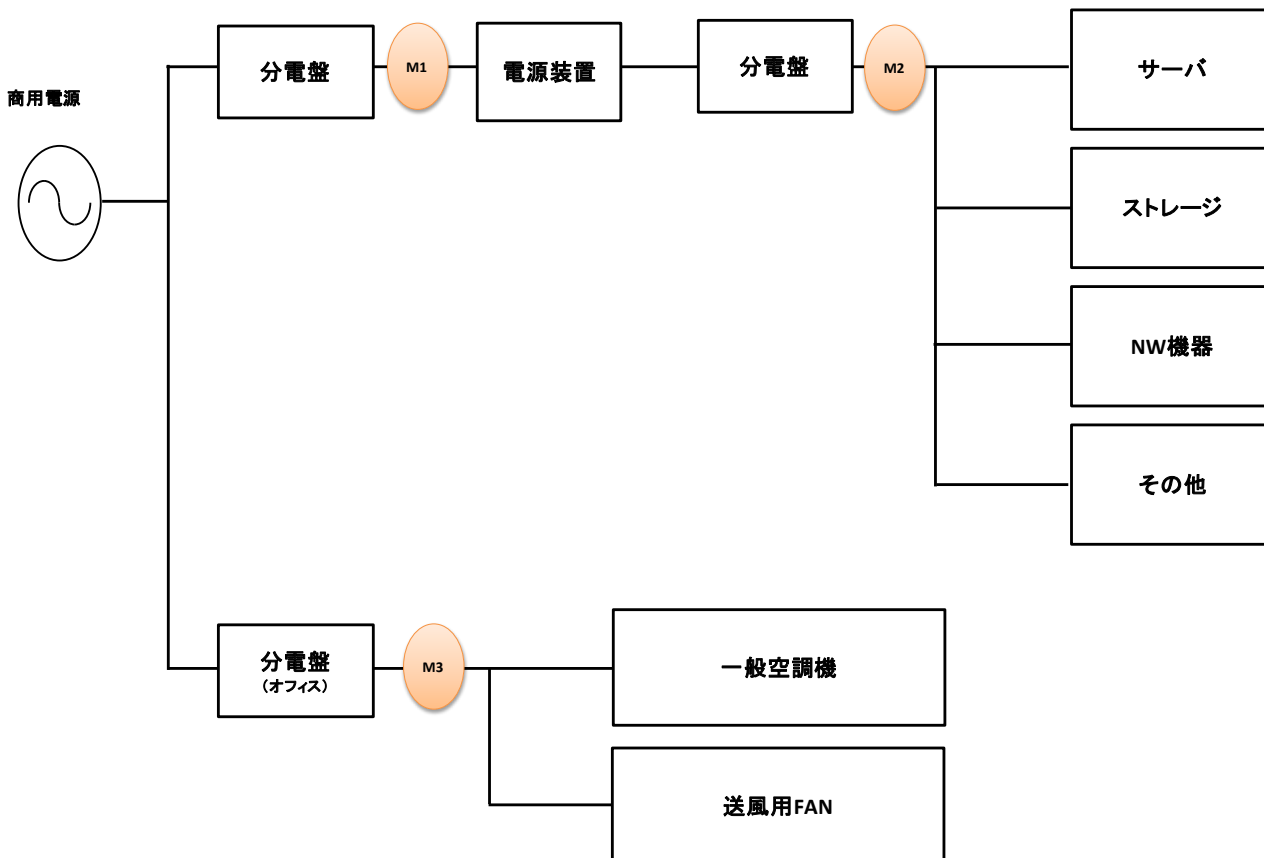 商用電源
分電盤
M1
電源装置
分電盤
M2
サーバ
ストレージ
NW機器
その他
分電盤
(オフィス)
M3
一般空調機
送風用FAN